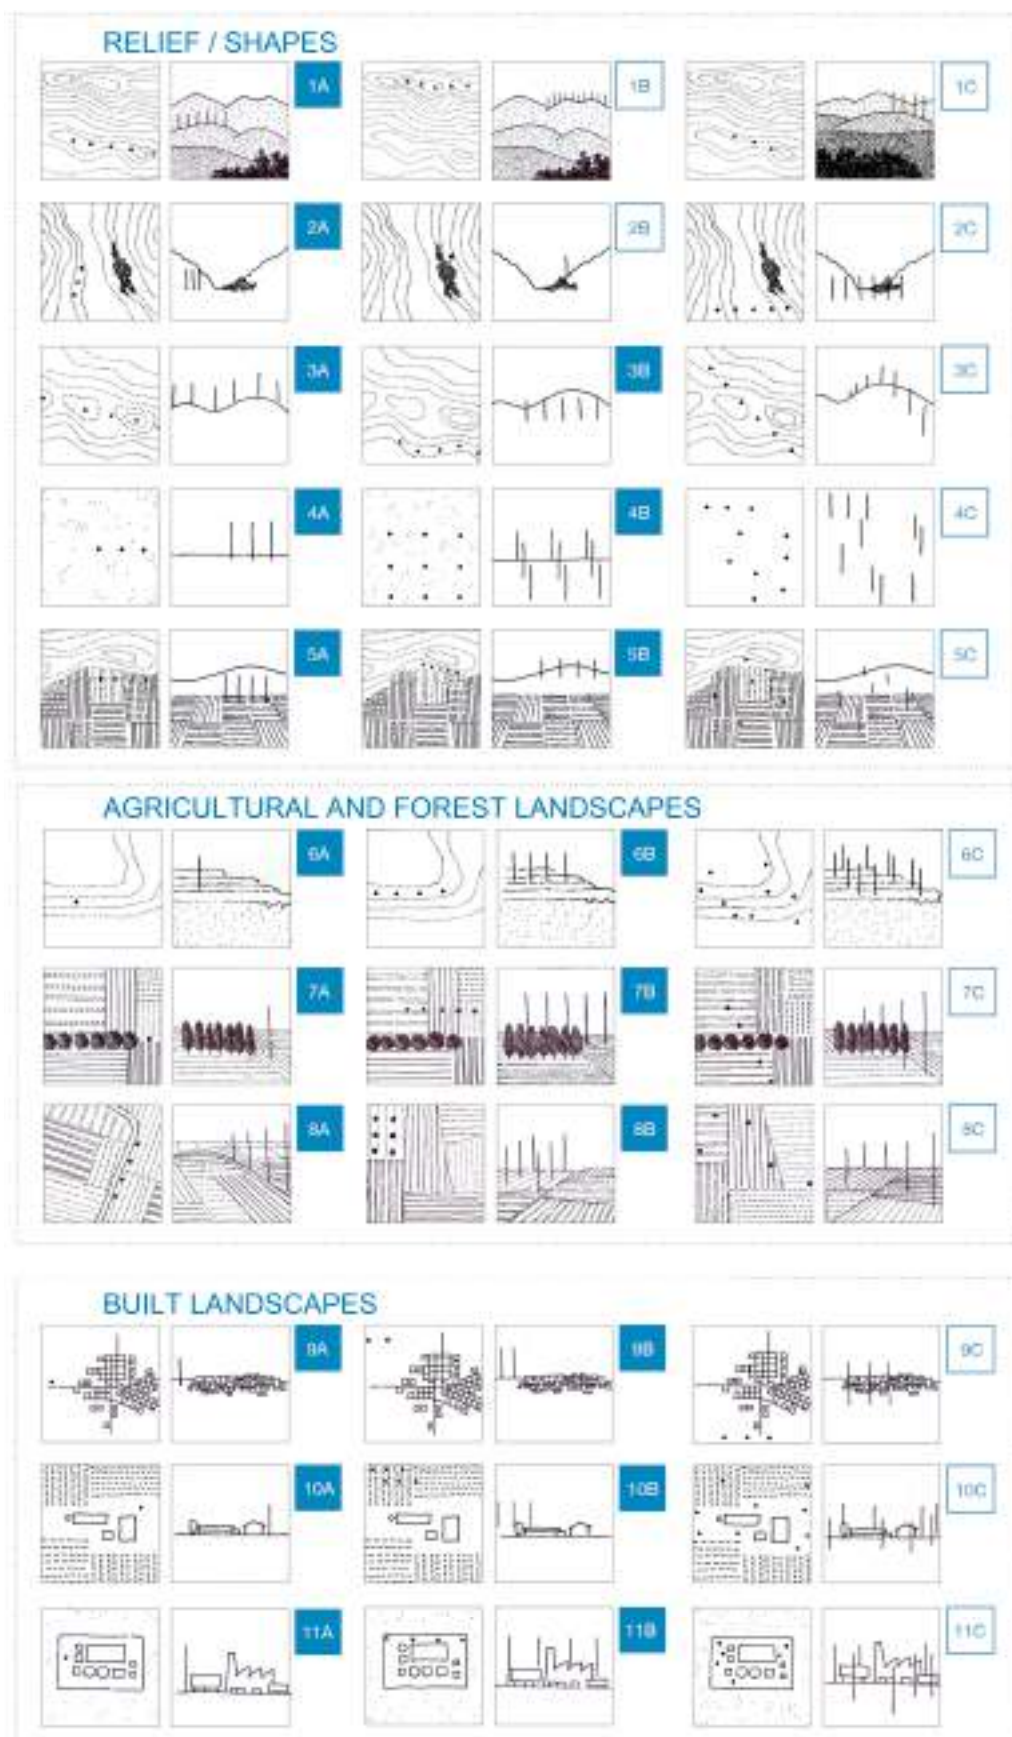 RELIEF / SHAPES
1A 1B 1C
2A 2B 2C
3A 3B 3C
4A 4B 4C
5A 5B 5C
AGRICULTURAL AND FOREST LANDSCAPES
6A 6B 6C
7A 7B 7C
8A 8B 8C
BUILT LANDSCAPES
9A 9B 9C
10A 10B 10C
11A 11B 11C